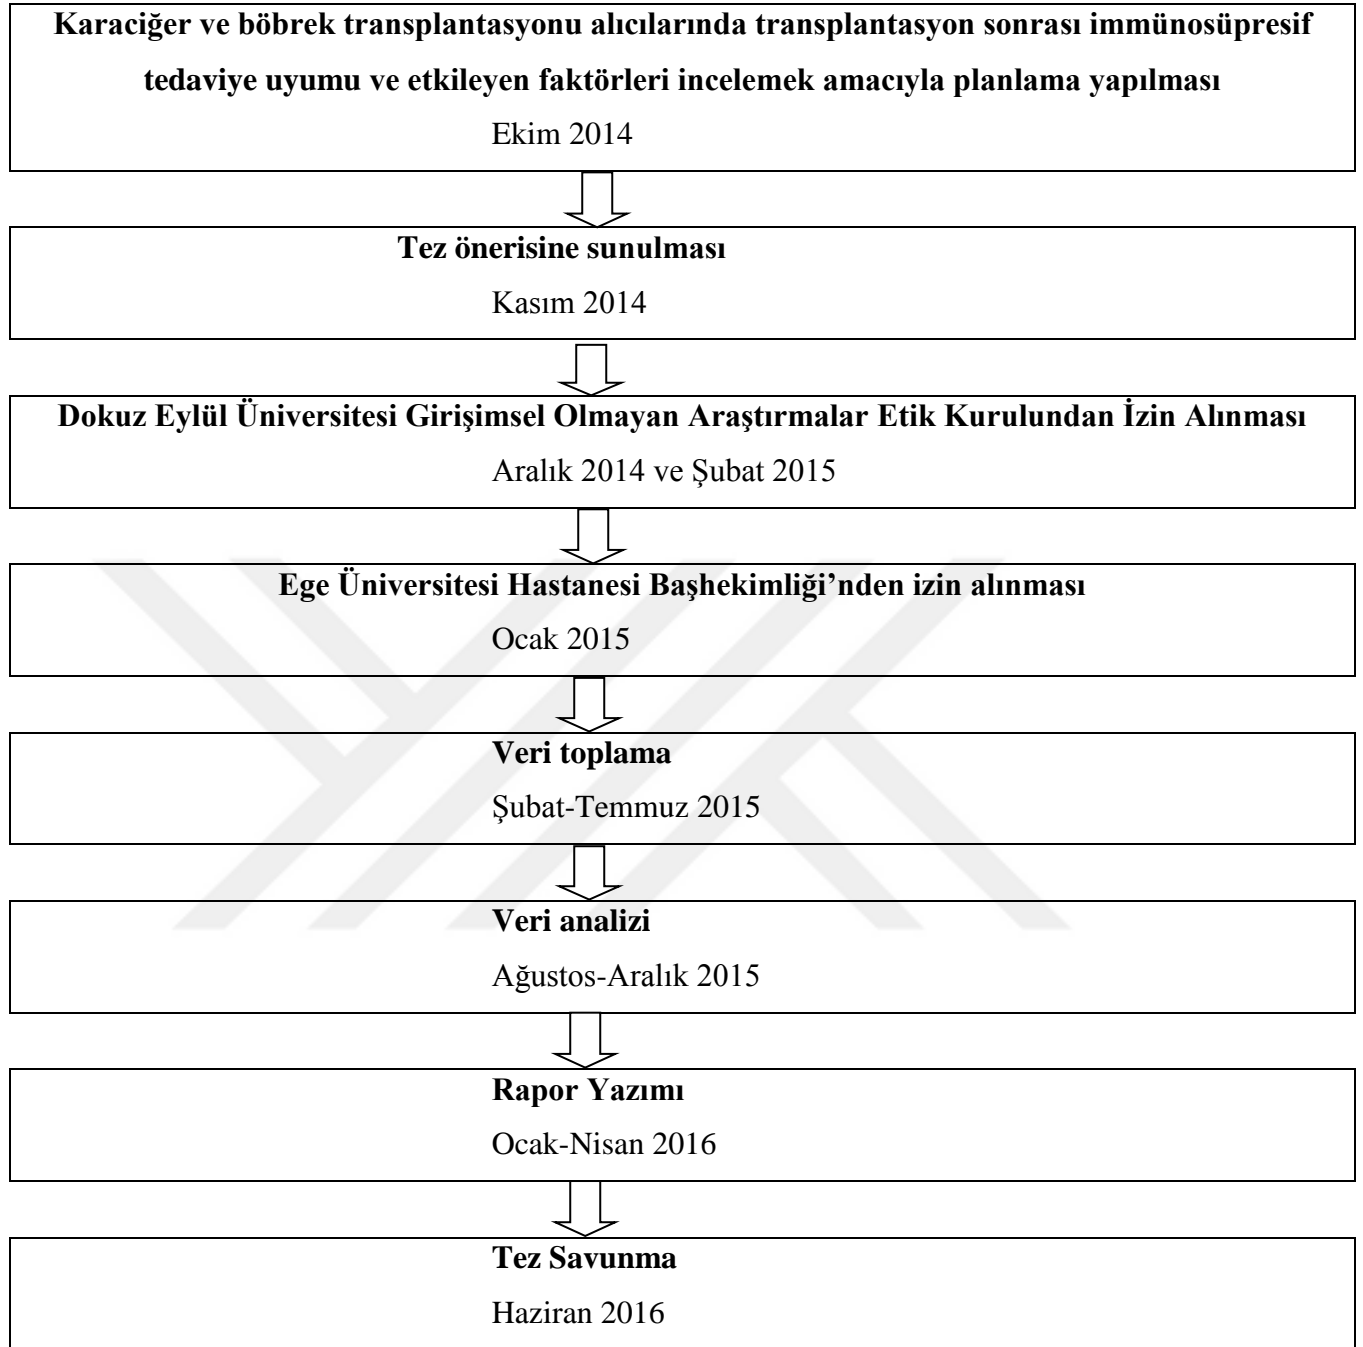 Karaciğer ve böbrek transplantasyonu alıcılarında transplantasyon sonrası immünosüpresif
tedaviye uyumu ve etkileyen faktörleri incelemek amacıyla planlama yapılması
Ekim 2014
Tez önerisine sunulması
Kasım 2014
Dokuz Eylül Üniversitesi Girişimsel Olmayan Araştırmalar Etik Kurulundan İzin Alınması
Aralık 2014 ve Şubat 2015
Ege Üniversitesi Hastanesi Başhekimliği’nden izin alınması
Ocak 2015
Veri toplama
Şubat-Temmuz 2015
Veri analizi
Ağustos-Aralık 2015
Rapor Yazımı
Ocak-Nisan 2016
Tez Savunma
Haziran 2016